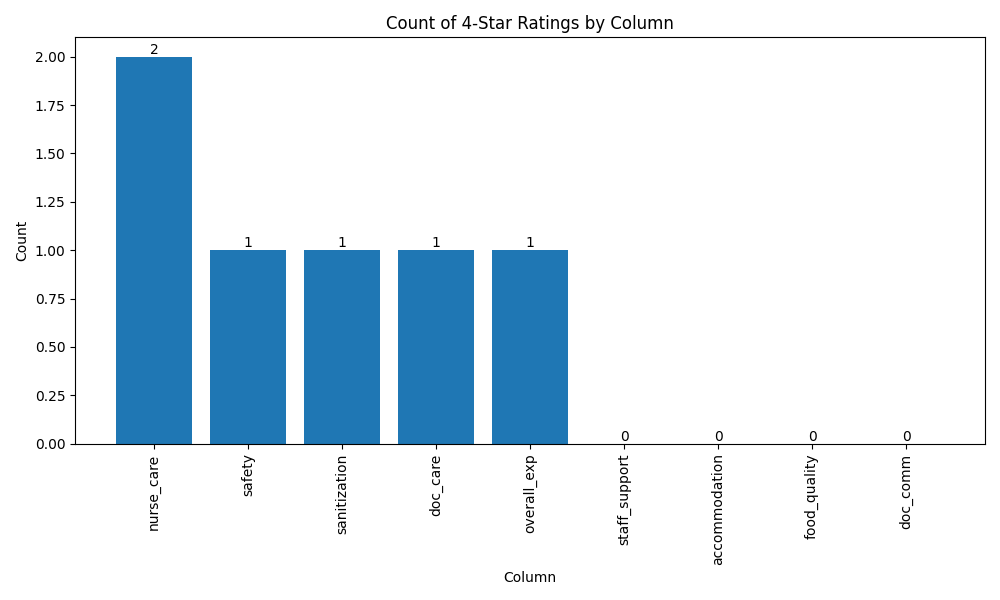 Count of 4-Star Ratings by Column
2.00
1.75
1.50
1.25
1.00
0.75
0.50
0.25
0.00
Count
2
1
1
1
1
0
0
0
0
nurse_care
safety
sanitization
doc_care
overall_exp
staff_support
accommodation
food_quality
doc_comm
Column